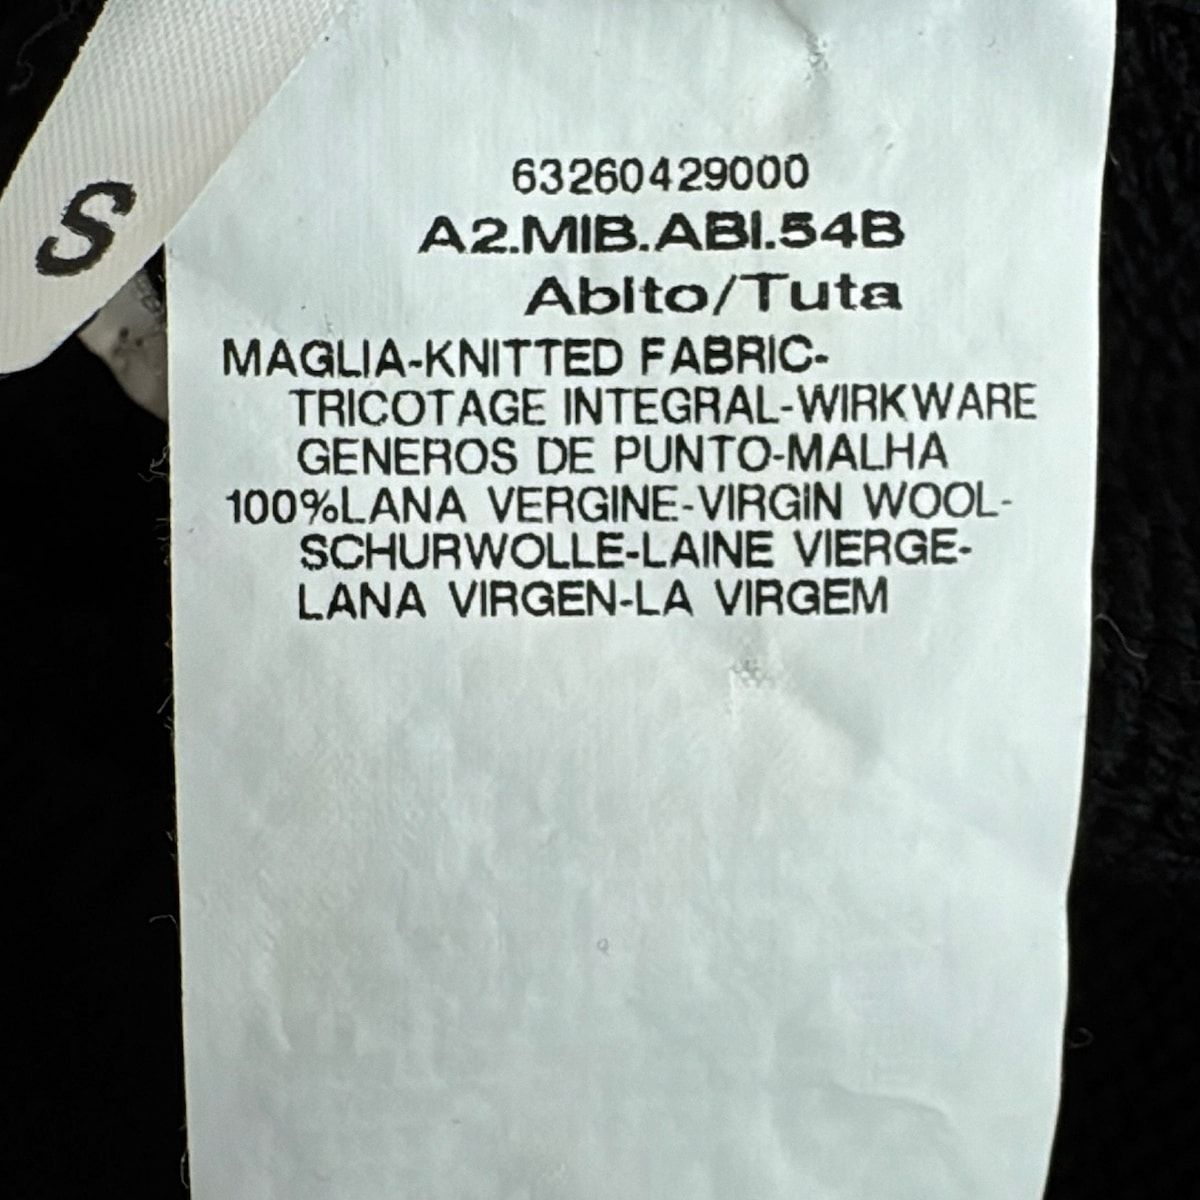 S
63260429000
A2.MIB.ABI.54B
Abito/Tuta
MAGLIA-KNITTED FABRIC-
TRICOTAGE INTEGRAL-WIRKWARE
GENEROS DE PUNTO-MALHA
100%LANA VERGINE-VIRGIN WOOL-
SCHURWOLLE-LAINE VIERGE-
LANA VIRGEN-LA VIRGEM